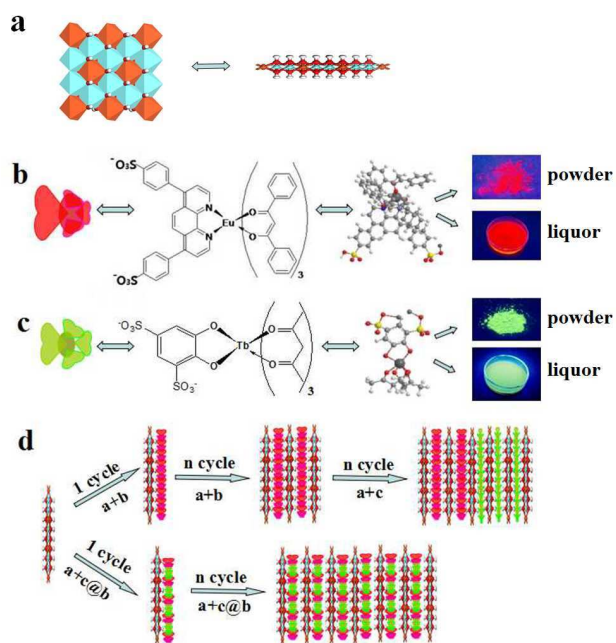 a
b
⁻O₃S
N
N
Eu
O
O
3
⁻O₃S
powder
liquor
c
⁻O₃S
SO₃⁻
O
O
Tb
O
O
3
powder
liquor
d
1 cycle
a+b
n cycle
a+b
n cycle
a+c
1 cycle
a+c@b
n cycle
a+c@b